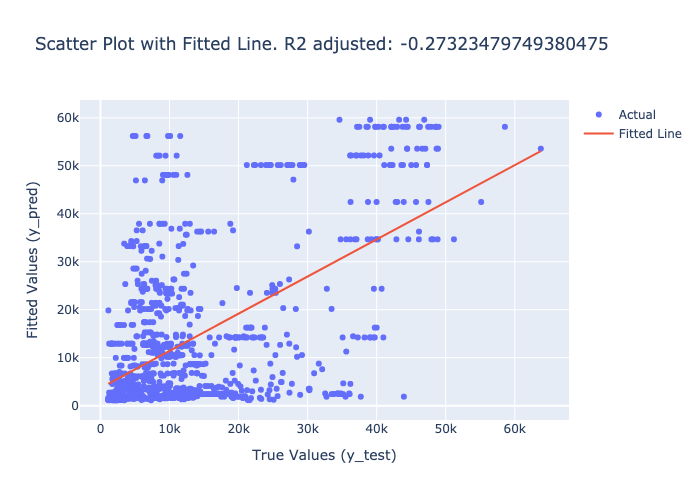 Scatter Plot with Fitted Line. R2 adjusted: -0.27323479749380475
Actual
Fitted Line
60k
50k
40k
30k
20k
10k
0
Fitted Values (y_pred)
0 10k 20k 30k 40k 50k 60k
True Values (y_test)